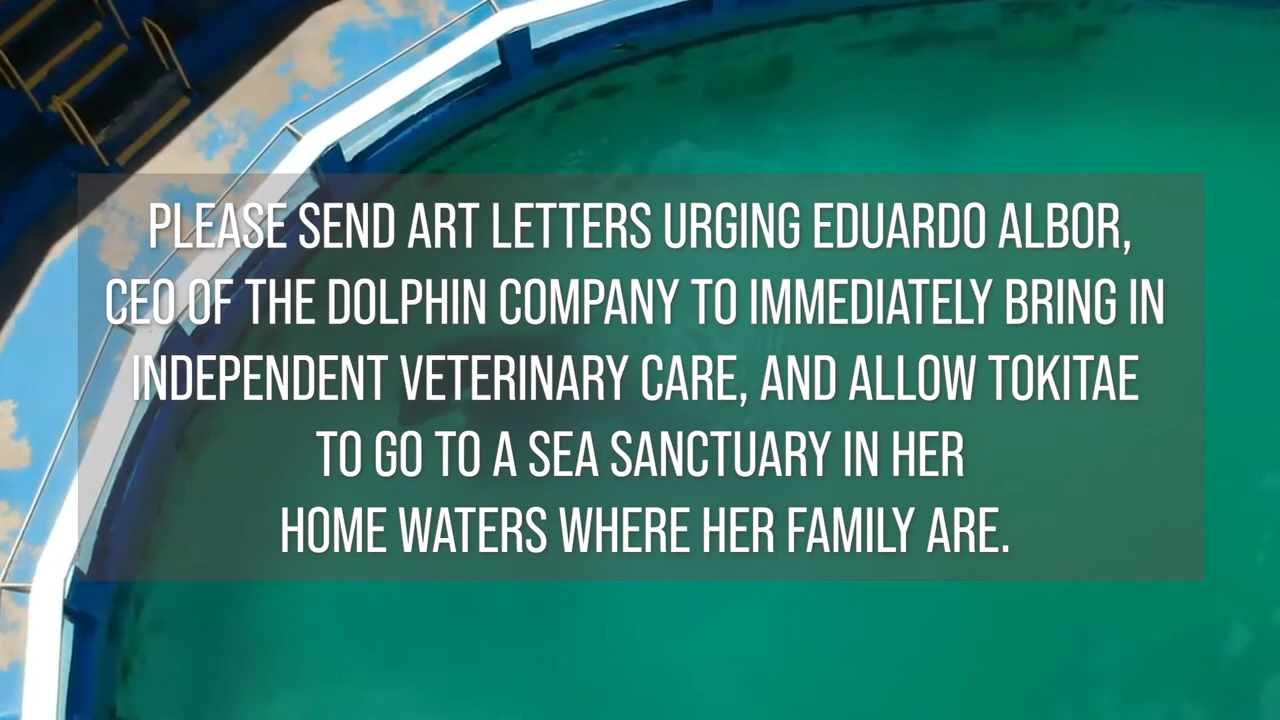 PLEASE SEND ART LETTERS URGING EDUARDO ALBOR,
CEO OF THE DOLPHIN COMPANY TO IMMEDIATELY BRING IN
INDEPENDENT VETERINARY CARE, AND ALLOW TOKITAE
TO GO TO A SEA SANCTUARY IN HER
HOME WATERS WHERE HER FAMILY ARE.